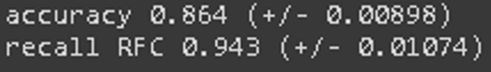 accuracy 0.864 (+/- 0.00898)
recall RFC 0.943 (+/- 0.01074)